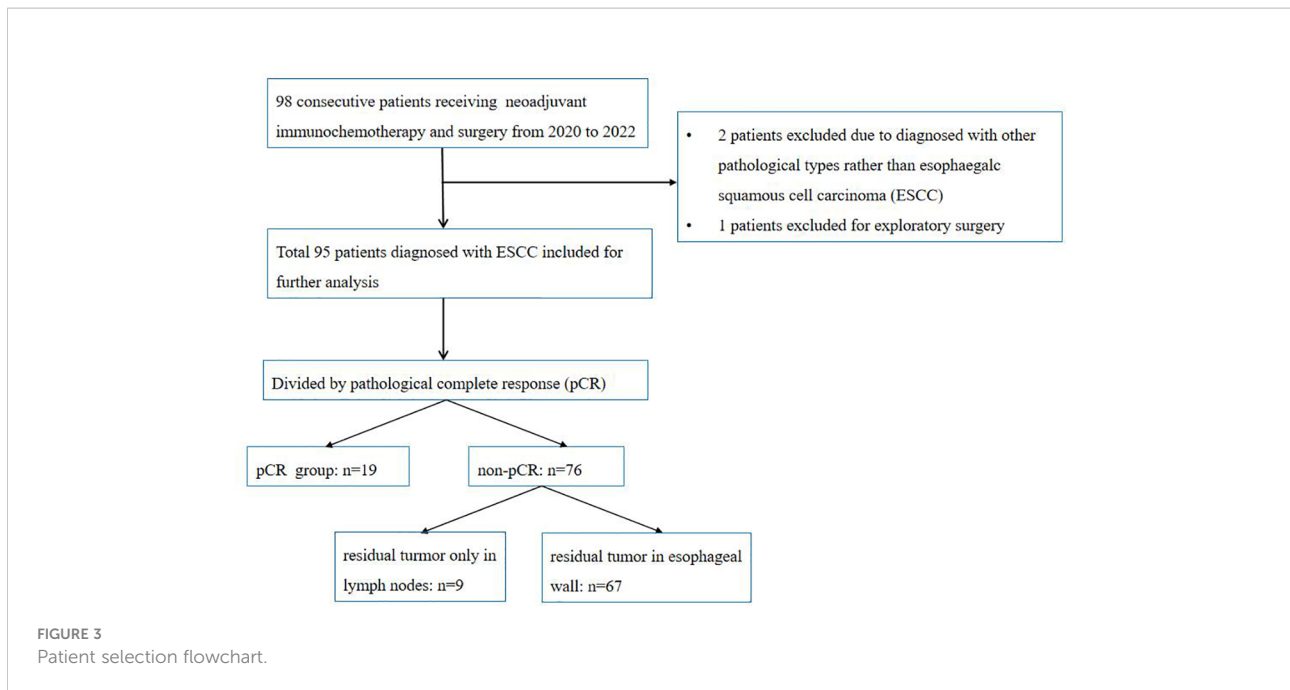 98 consecutive patients receiving neoadjuvant
immunochemotherapy and surgery from 2020 to 2022
• 2 patients excluded due to diagnosed with other
pathological types rather than esophaegalc
squamous cell carcinoma (ESCC)
• 1 patients excluded for exploratory surgery
Total 95 patients diagnosed with ESCC included for
further analysis
Divided by pathological complete response (pCR)
pCR group: n=19
non-pCR: n=76
residual turmor only in
lymph nodes: n=9
residual tumor in esophageal
wall: n=67
FIGURE 3
Patient selection flowchart.